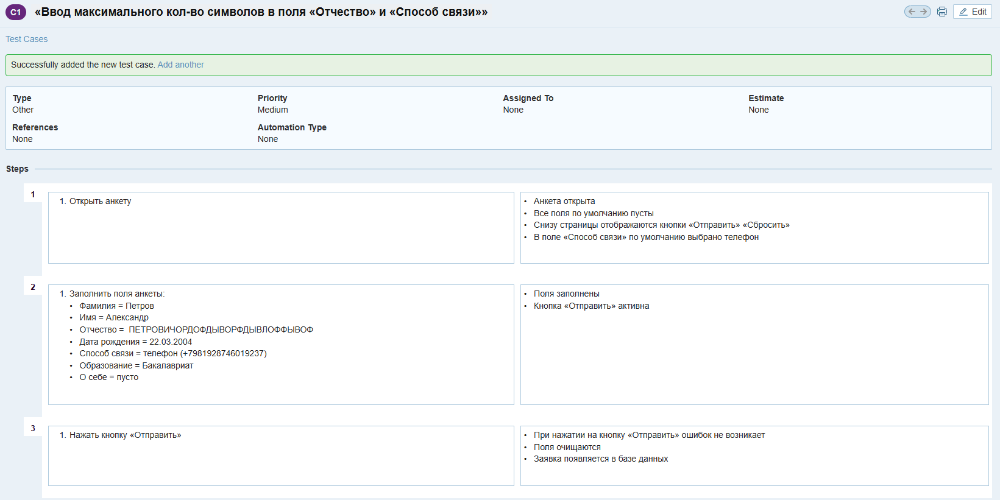 C1 «Ввод максимального кол-во символов в поля «Отчество» и «Способ связи»»
Edit
Test Cases
Successfully added the new test case. Add another
Type Priority Assigned To Estimate
Other Medium None None
References Automation Type
None None
Steps
1
1. Открыть анкету
• Анкета открыта
• Все поля по умолчанию пусты
• Снизу страницы отображаются кнопки «Отправить» «Сбросить»
• В поле «Способ связи» по умолчанию выбрано телефон
2
1. Заполнить поля анкеты:
• Фамилия = Петров
• Имя = Александр
• Отчество = ПЕТРОВИЧОРДОФДЫВОРФДЫВЛОФФЫВОФ
• Дата рождения = 22.03.2004
• Способ связи = телефон (+7981928746019237)
• Образование = Бакалавриат
• О себе = пусто
• Поля заполнены
• Кнопка «Отправить» активна
3
1. Нажать кнопку «Отправить»
• При нажатии на кнопку «Отправить» ошибок не возникает
• Поля очищаются
• Заявка появляется в базе данных